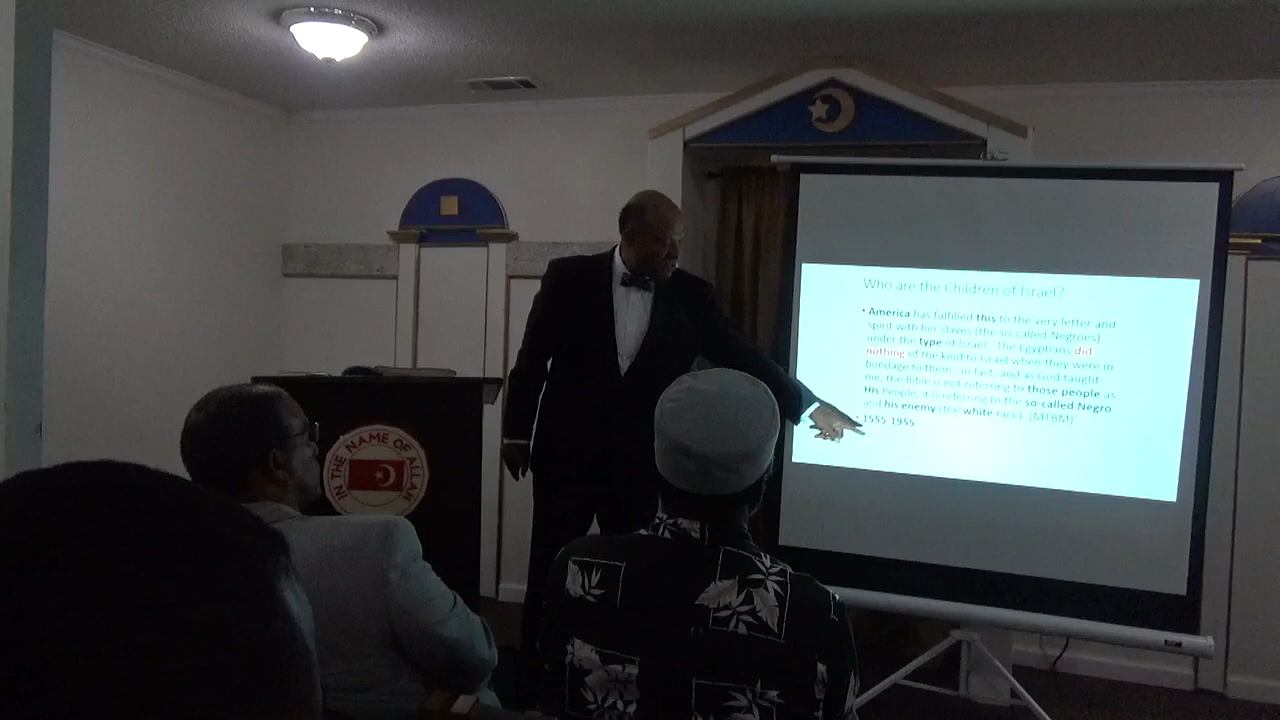 Who are the Children of Israel?
• America has fulfilled this to the very letter and
spirit with her slaves (the so-called Negroes)
under the type of Israel. The Egyptians did
nothing of the kind to Israel when they were in
bondage to them. In fact, and as God taught
me, the Bible is not referring to those people as
His People, it is referring to the so-called Negro
and his enemy (the white race). (MTBM)
• 1555-1955
IN THE NAME OF ALLAH